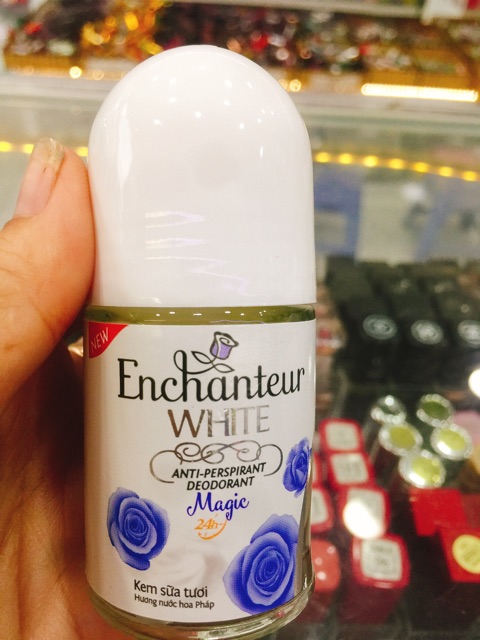 NEW
Enchanteur
WHITE
ANTI-PERSPIRANT
DEODORANT
Magic
24h
Kem sữa tươi
Hương nước hoa Pháp